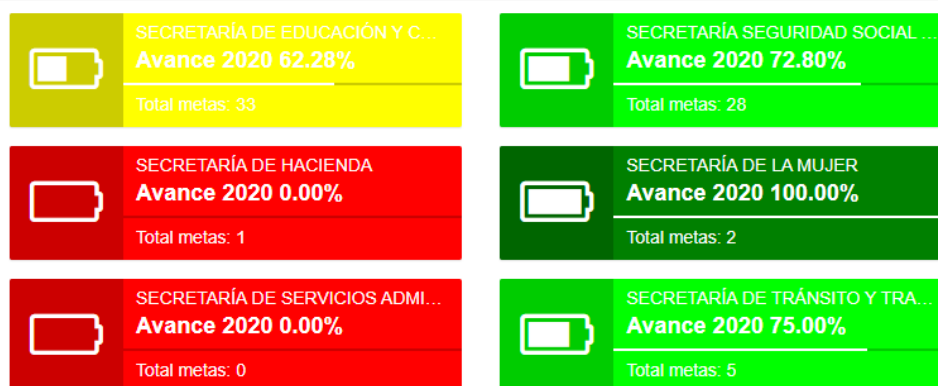 SECRETARÍA DE EDUCACIÓN Y C...
Avance 2020 62.28%
Total metas: 33
SECRETARÍA SEGURIDAD SOCIAL ...
Avance 2020 72.80%
Total metas: 28
SECRETARÍA DE HACIENDA
Avance 2020 0.00%
Total metas: 1
SECRETARÍA DE LA MUJER
Avance 2020 100.00%
Total metas: 2
SECRETARÍA DE SERVICIOS ADMI...
Avance 2020 0.00%
Total metas: 0
SECRETARÍA DE TRÁNSITO Y TRA...
Avance 2020 75.00%
Total metas: 5